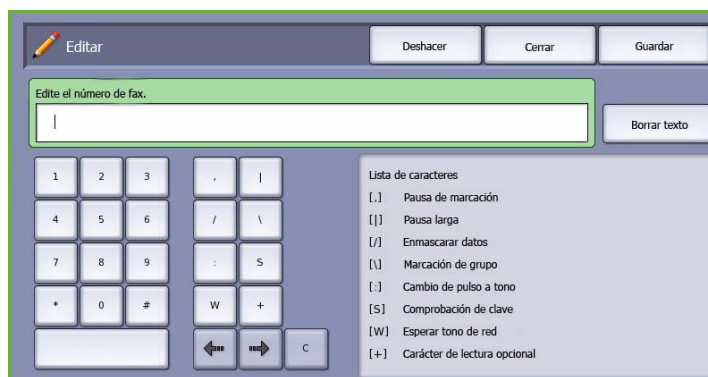 Editar
Deshacer
Cerrar
Guardar
Edite el número de fax.
Borrar texto
1 2 3 , |
4 5 6 / \
7 8 9 : S
* 0 # W +
C
Lista de caracteres
[,] Pausa de marcación
[|] Pausa larga
[/] Enmascarar datos
[\] Marcación de grupo
[:] Cambio de pulso a tono
[S] Comprobación de clave
[W] Esperar tono de red
[+] Carácter de lectura opcional